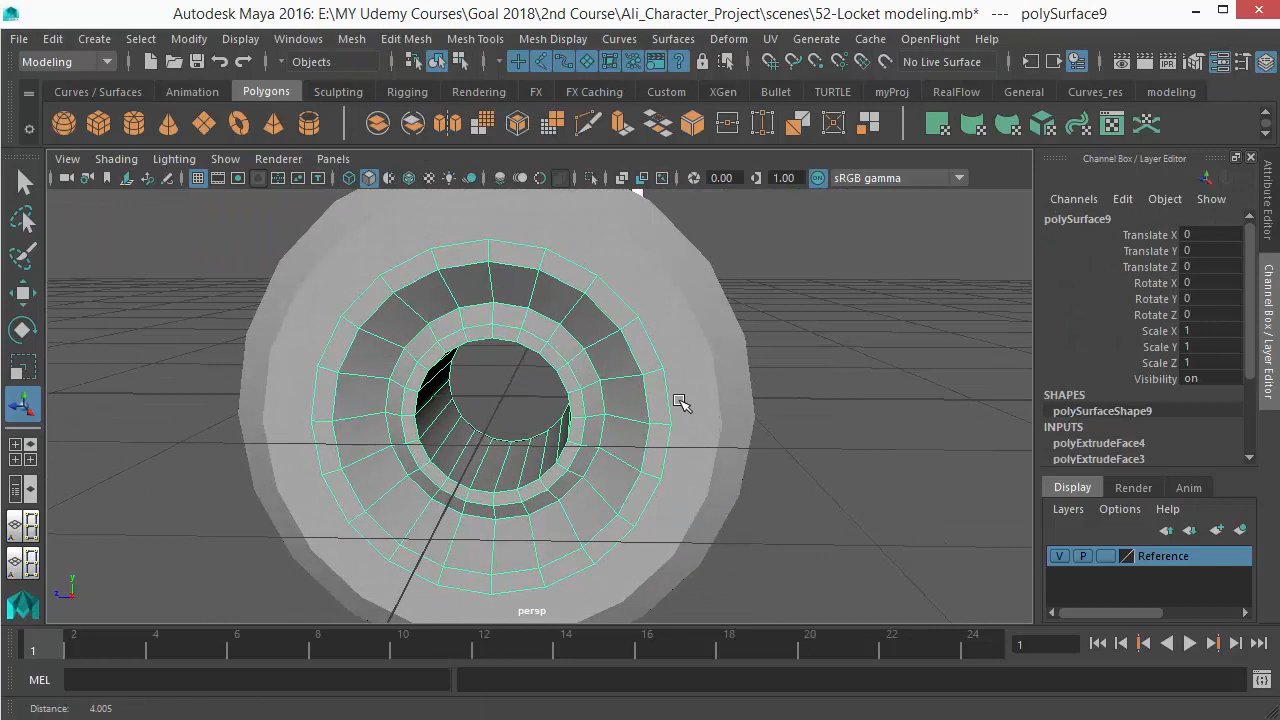 Autodesk Maya 2016: E:\MY Udemy Courses\Goal 2018\2nd Course\Ali_Character_Project\scenes\52-Locket modeling.mb* --- polySurface9
File Edit Create Select Modify Display Windows Mesh Edit Mesh Mesh Tools Mesh Display Curves Surfaces Deform UV Generate Cache OpenFlight Help
Modeling Objects No Live Surface
Curves / Surfaces Animation Polygons Sculpting Rigging Rendering FX FX Caching Custom XGen Bullet TURTLE myProj RealFlow General Curves_res modeling
View Shading Lighting Show Renderer Panels
0.00 1.00 ON sRGB gamma
Channel Box / Layer Editor
Channels Edit Object Show
polySurface9
Translate X 0
Translate Y 0
Translate Z 0
Rotate X 0
Rotate Y 0
Rotate Z 0
Scale X 1
Scale Y 1
Scale Z 1
Visibility on
SHAPES
polySurfaceShape9
INPUTS
polyExtrudeFace4
polyExtrudeFace3
Display Render Anim
Layers Options Help
V P Reference
Attribute Editor
Channel Box / Layer Editor
y
z
persp
1 2 4 6 8 10 12 14 16 18 20 22 24 1
MEL
Distance: 4.005